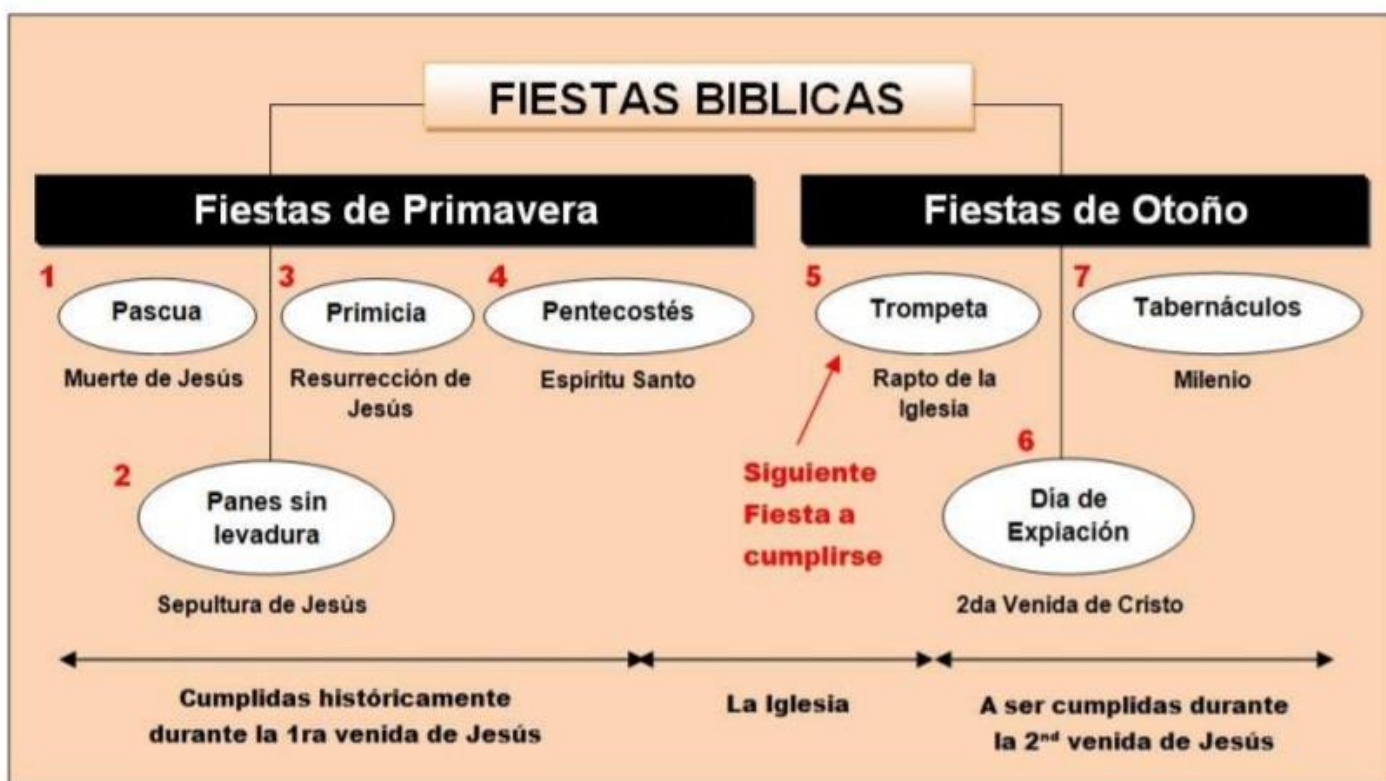 FIESTAS BIBLICAS
Fiestas de Primavera
1
Pascua
Muerte de Jesús
2
Panes sin
levadura
Sepultura de Jesús
3
Primicia
Resurrección de
Jesús
4
Pentecostés
Espíritu Santo
Fiestas de Otoño
5
Trompeta
Rapto de la
Iglesia
Siguiente
Fiesta a
cumplirse
6
Dia de
Expiación
2da Venida de Cristo
7
Tabernáculos
Milenio
Cumplidas históricamente
durante la 1ra venida de Jesús
La Iglesia
A ser cumplidas durante
la 2nd venida de Jesús